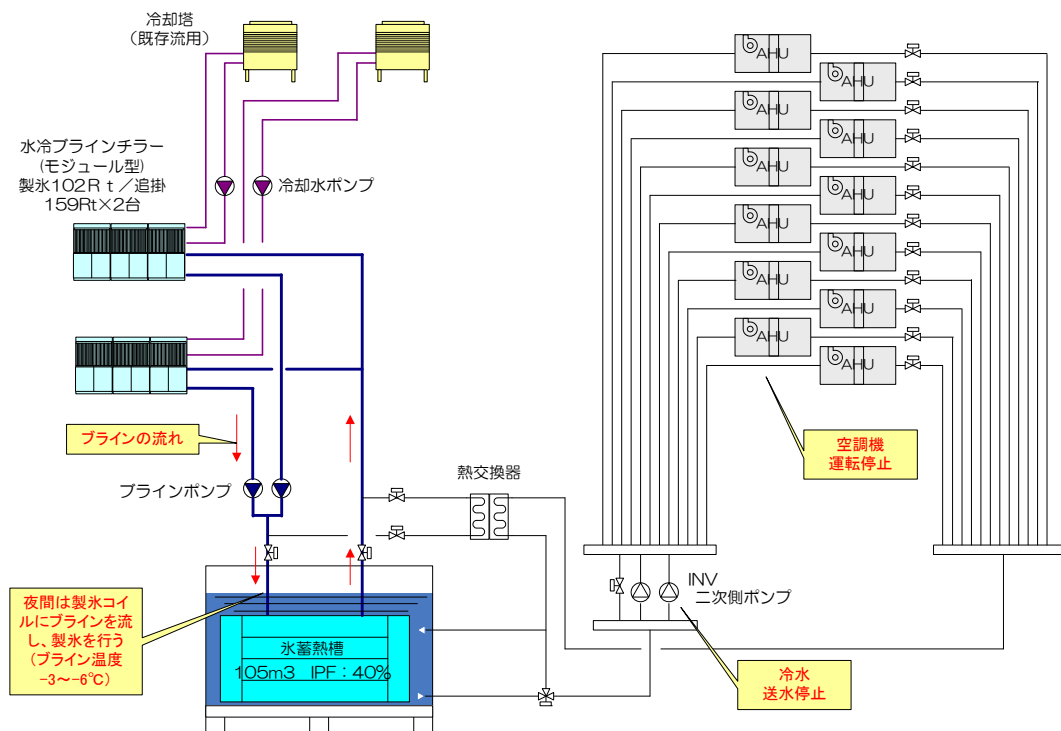 冷却塔
（既存流用）
水冷ブラインチラー
(モジュール型)
製氷102Ｒｔ／追掛
159Rt×2台
冷却水ポンプ
ブラインの流れ
ブラインポンプ
熱交換器
夜間は製氷コイ
ルにブラインを流
し、製氷を行う
（ブライン温度
-3～-6℃）
氷蓄熱槽
105m3　IPF：40%
AHU
AHU
AHU
AHU
AHU
AHU
AHU
AHU
AHU
AHU
AHU
AHU
空調機
運転停止
INV
二次側ポンプ
冷水
送水停止